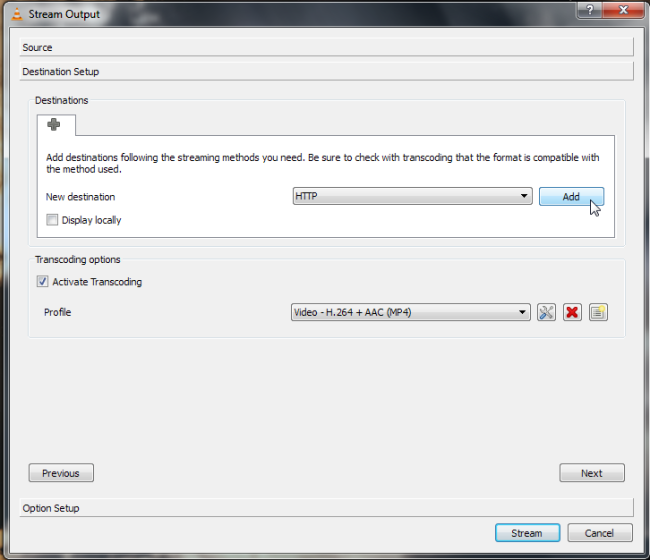 Stream Output
Source
Destination Setup
Destinations
Add destinations following the streaming methods you need. Be sure to check with transcoding that the format is compatible with
the method used.
New destination HTTP Add
Display locally
Transcoding options
Activate Transcoding
Profile Video - H.264 + AAC (MP4)
Previous Next
Option Setup
Stream Cancel